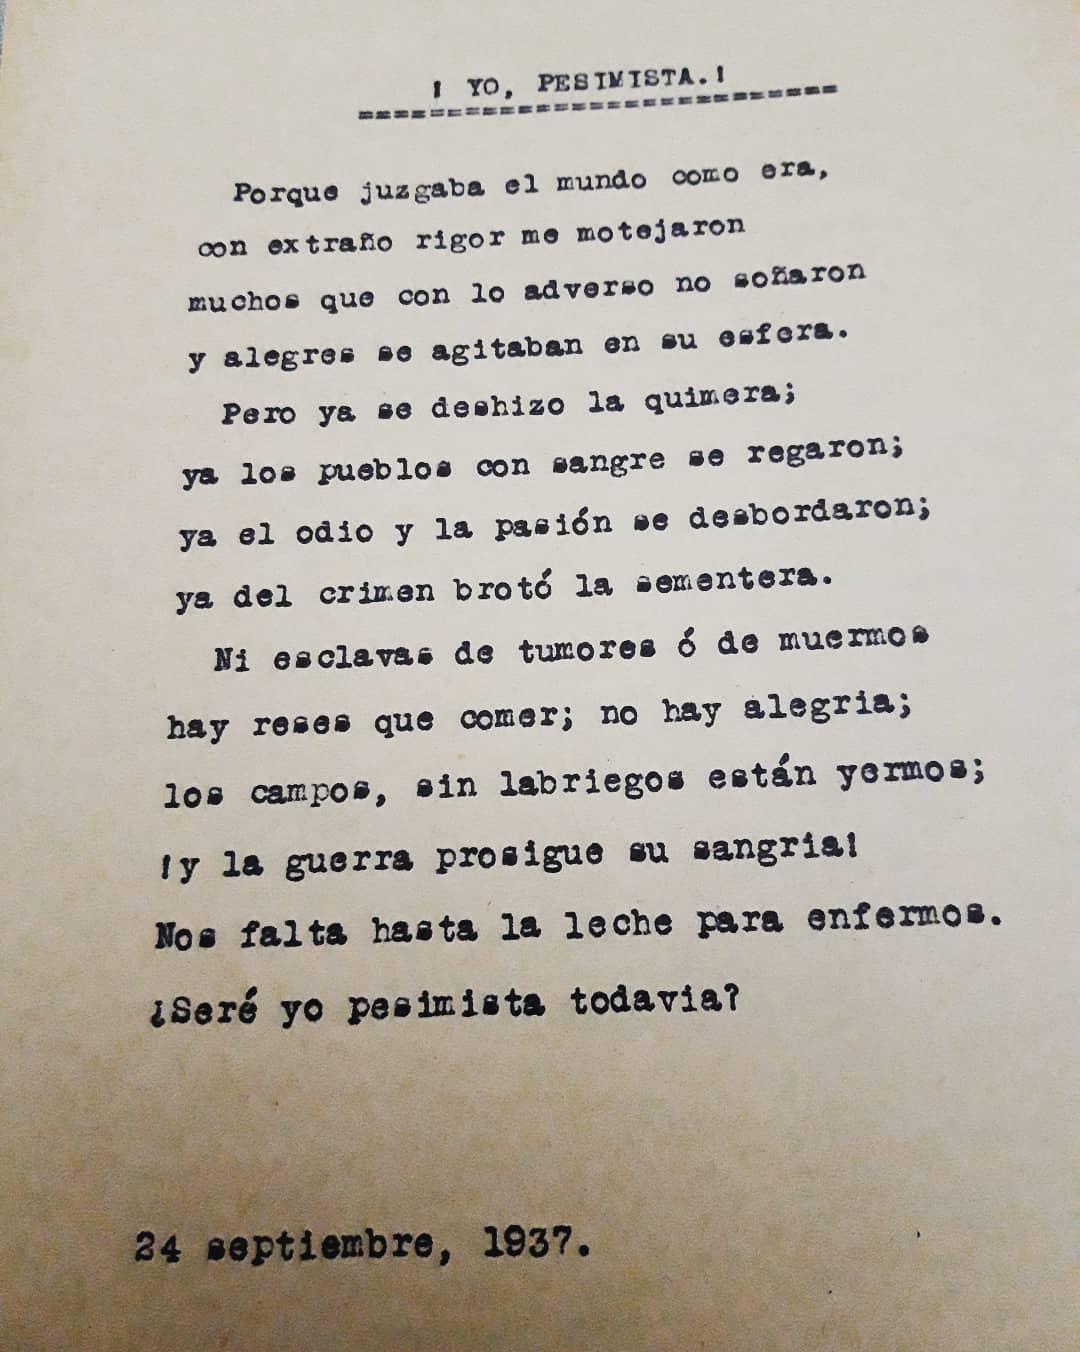 ! YO, PESIMISTA.!
===========================
Porque juzgaba el mundo como era,
con extraño rigor me motejaron
muchos que con lo adverso no soñaron
y alegres se agitaban en su esfera.
Pero ya se deshizo la quimera;
ya los pueblos con sangre se regaron;
ya el odio y la pasión se desbordaron;
ya del crimen brotó la sementera.
Ni esclavas de tumores ó de muermos
hay reses que comer; no hay alegria;
los campos, sin labriegos están yermos;
!y la guerra prosigue su sangria!
Nos falta hasta la leche para enfermos.
¿Seré yo pesimista todavia?
24 septiembre, 1937.